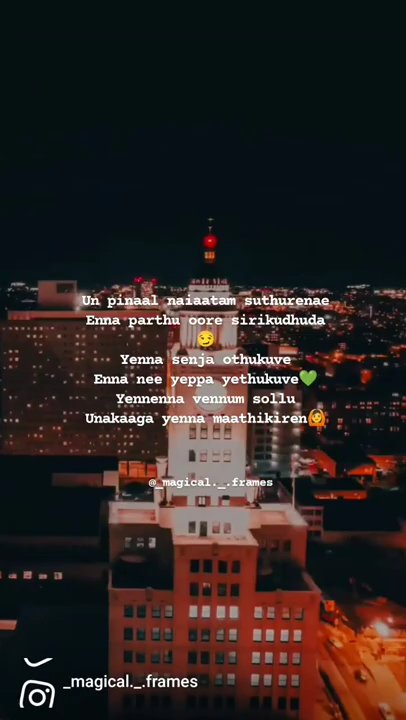 Un pinaal naiaatam suthurenae
Enna parthu oore sirikudhuda
😏
Yenna senja othukuve
Enna nee yeppa yethukuve💚
Yennenna vennum sollu
Unakaaga yenna maathikiren🙆
@_magical._.frames
_magical._.frames